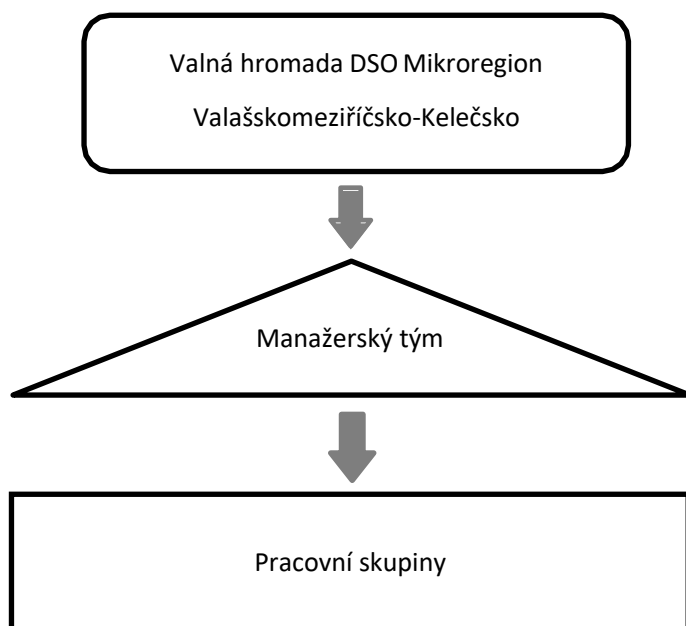 Valná hromada DSO Mikroregion
Valašskomeziříčsko-Kelečsko
Manažerský tým
Pracovní skupiny